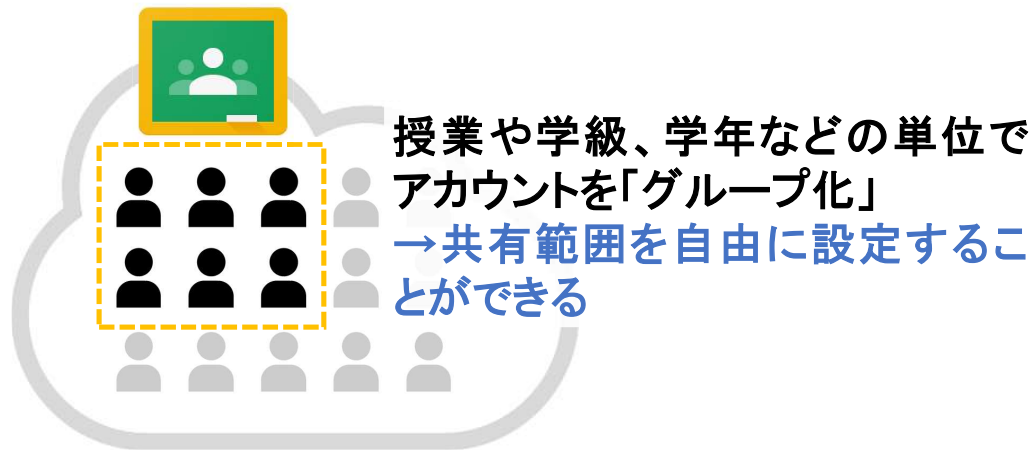 授業や学級、学年などの単位で
アカウントを「グループ化」
→共有範囲を自由に設定するこ
とができる